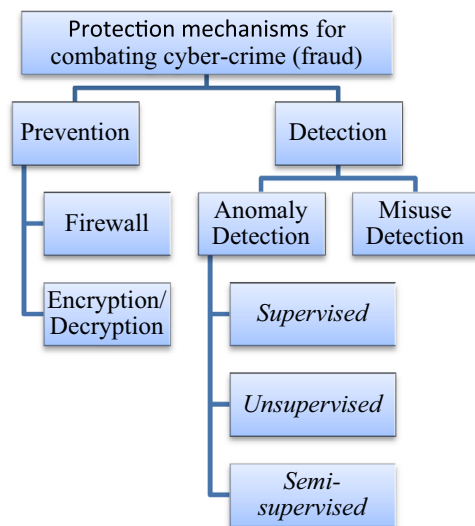 Protection mechanisms for
combating cyber-crime (fraud)
Prevention
Detection
Firewall
Encryption/
Decryption
Anomaly
Detection
Misuse
Detection
Supervised
Unsupervised
Semi-
supervised